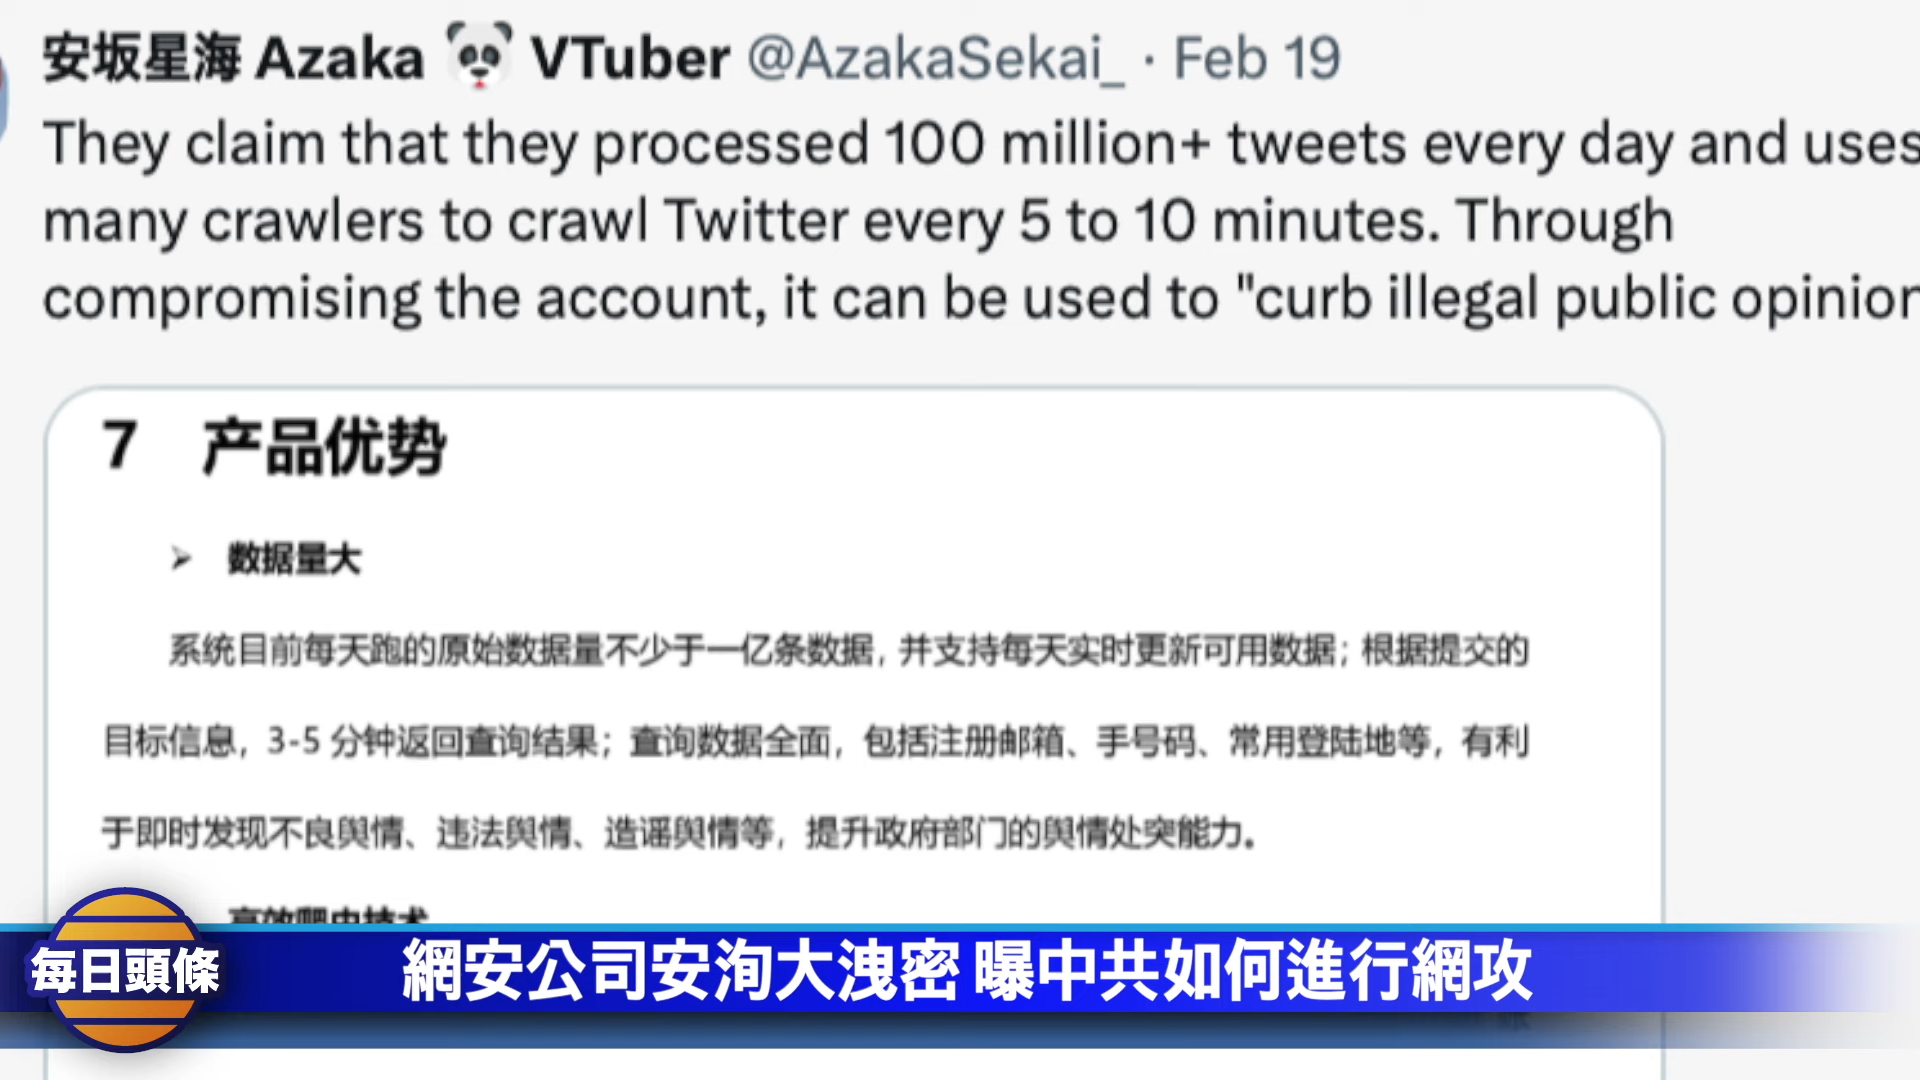 安坂星海 Azaka 🐼 VTuber @AzakaSekai_ · Feb 19
They claim that they processed 100 million+ tweets every day and uses
many crawlers to crawl Twitter every 5 to 10 minutes. Through
compromising the account, it can be used to "curb illegal public opinion
7 产品优势
➢ 数据量大
系统目前每天跑的原始数据量不少于一亿条数据，并支持每天实时更新可用数据；根据提交的
目标信息，3-5 分钟返回查询结果；查询数据全面，包括注册邮箱、手号码、常用登陆地等，有利
于即时发现不良舆情、违法舆情、造谣舆情等，提升政府部门的舆情处突能力。
高效爬虫技术
每日頭條
網安公司安洵大洩密 曝中共如何進行網攻